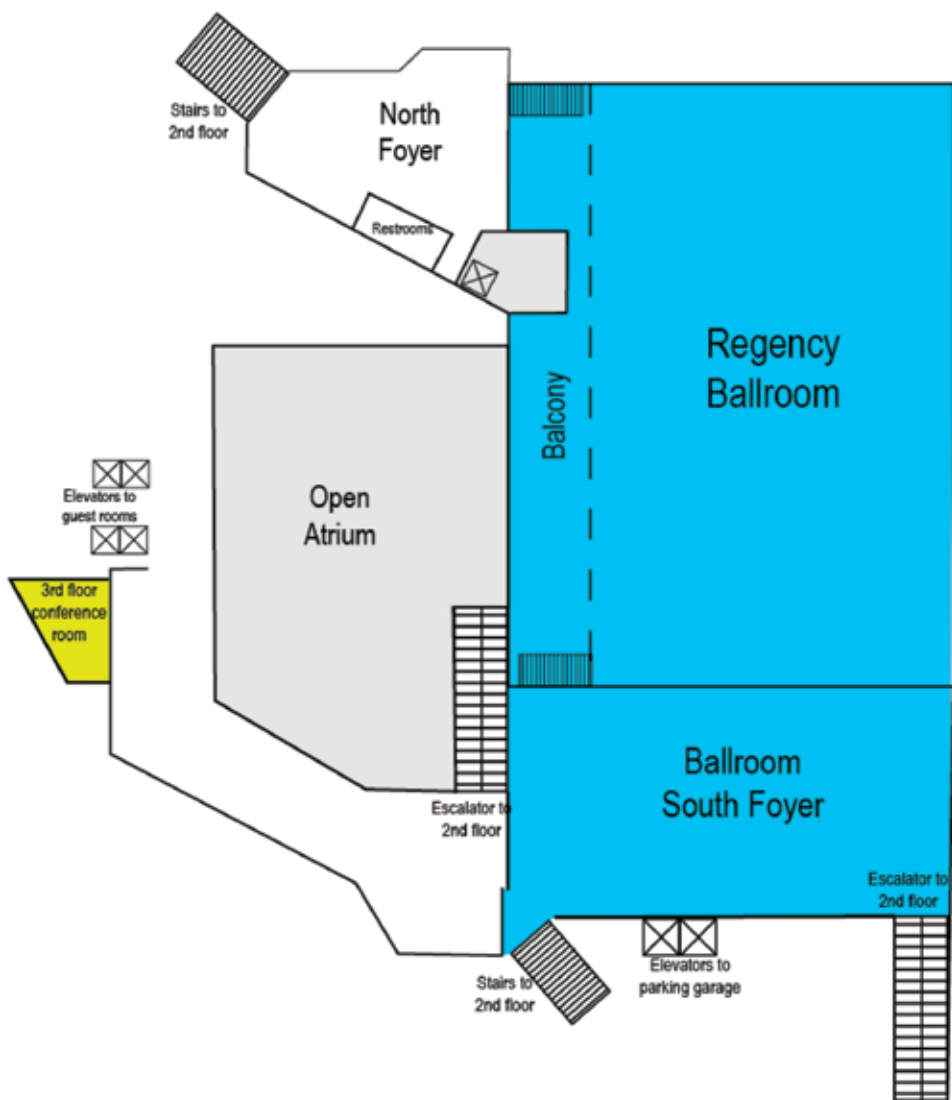 North
Foyer
Stairs to
2nd floor
Restrooms
Regency
Ballroom
Balcony
Open
Atrium
Elevators to
guest rooms
3rd floor
conference
room
Ballroom
South Foyer
Escalator to
2nd floor
Escalator to
2nd floor
Stairs to
2nd floor
Elevators to
parking garage